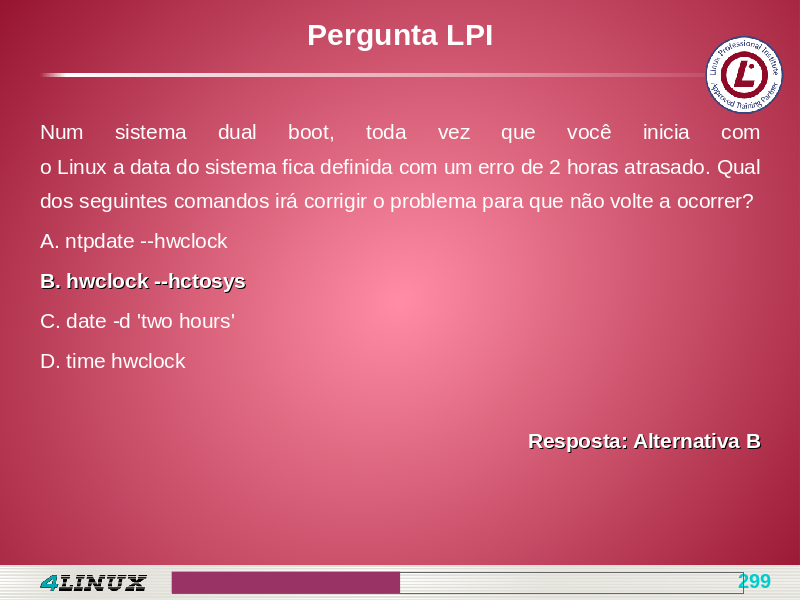 Pergunta LPI
Linux Professional Institute
Approved Training Partner
Num sistema dual boot, toda vez que você inicia com
o Linux a data do sistema fica definida com um erro de 2 horas atrasado. Qual
dos seguintes comandos irá corrigir o problema para que não volte a ocorrer?
A. ntpdate --hwclock
B. hwclock --hctosys
C. date -d 'two hours'
D. time hwclock
Resposta: Alternativa B
4LINUX
299